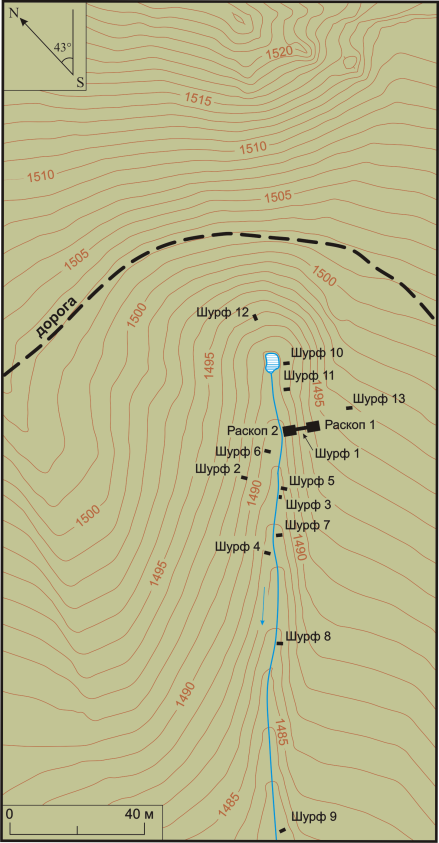 N
43°
S
1520
1515
1510
1510
1505
1505
1500
дорога
1500
Шурф 12
Шурф 10
1495
Шурф 11
1495
Шурф 13
Раскоп 1
Раскоп 2
Шурф 6
Шурф 1
Шурф 2
Шурф 5
1490
Шурф 3
1500
Шурф 7
1490
Шурф 4
1495
Шурф 8
1490
1485
1485
0 40 м
Шурф 9